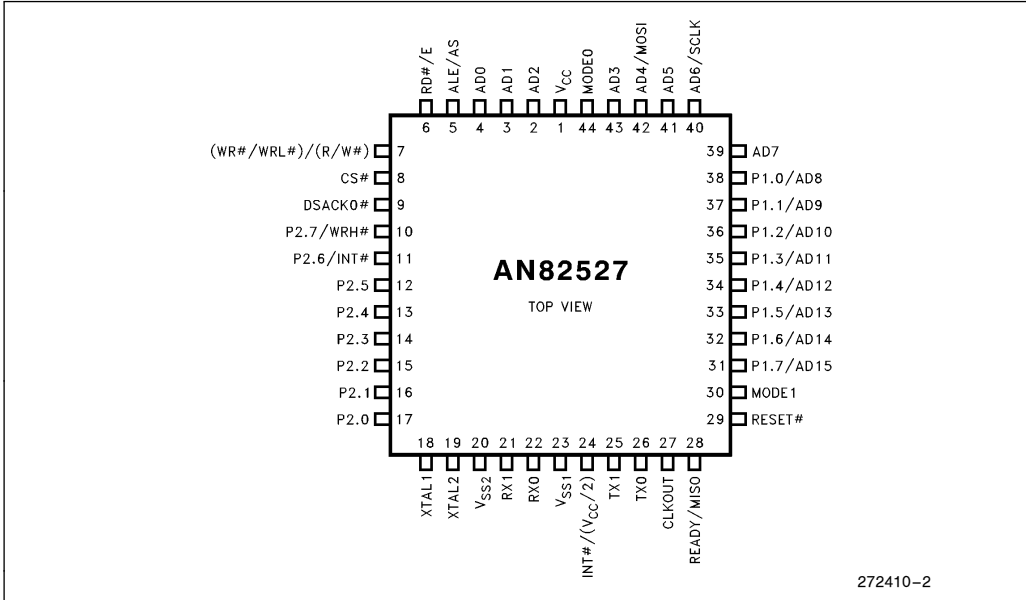 RD#/E
ALE/AS
AD0
AD1
AD2
VCC
MODE0
AD3
AD4/MOSI
AD5
AD6/SCLK
6 5 4 3 2 1 44 43 42 41 40
(WR#/WRL#)/(R/W#) 7
CS# 8
DSACK0# 9
P2.7/WRH# 10
P2.6/INT# 11
P2.5 12
P2.4 13
P2.3 14
P2.2 15
P2.1 16
P2.0 17
AN82527
TOP VIEW
39 AD7
38 P1.0/AD8
37 P1.1/AD9
36 P1.2/AD10
35 P1.3/AD11
34 P1.4/AD12
33 P1.5/AD13
32 P1.6/AD14
31 P1.7/AD15
30 MODE1
29 RESET#
18 19 20 21 22 23 24 25 26 27 28
XTAL1
XTAL2
VSS2
RX1
RX0
VSS1
INT#/(VCC/2)
TX1
TX0
CLKOUT
READY/MISO
272410–2